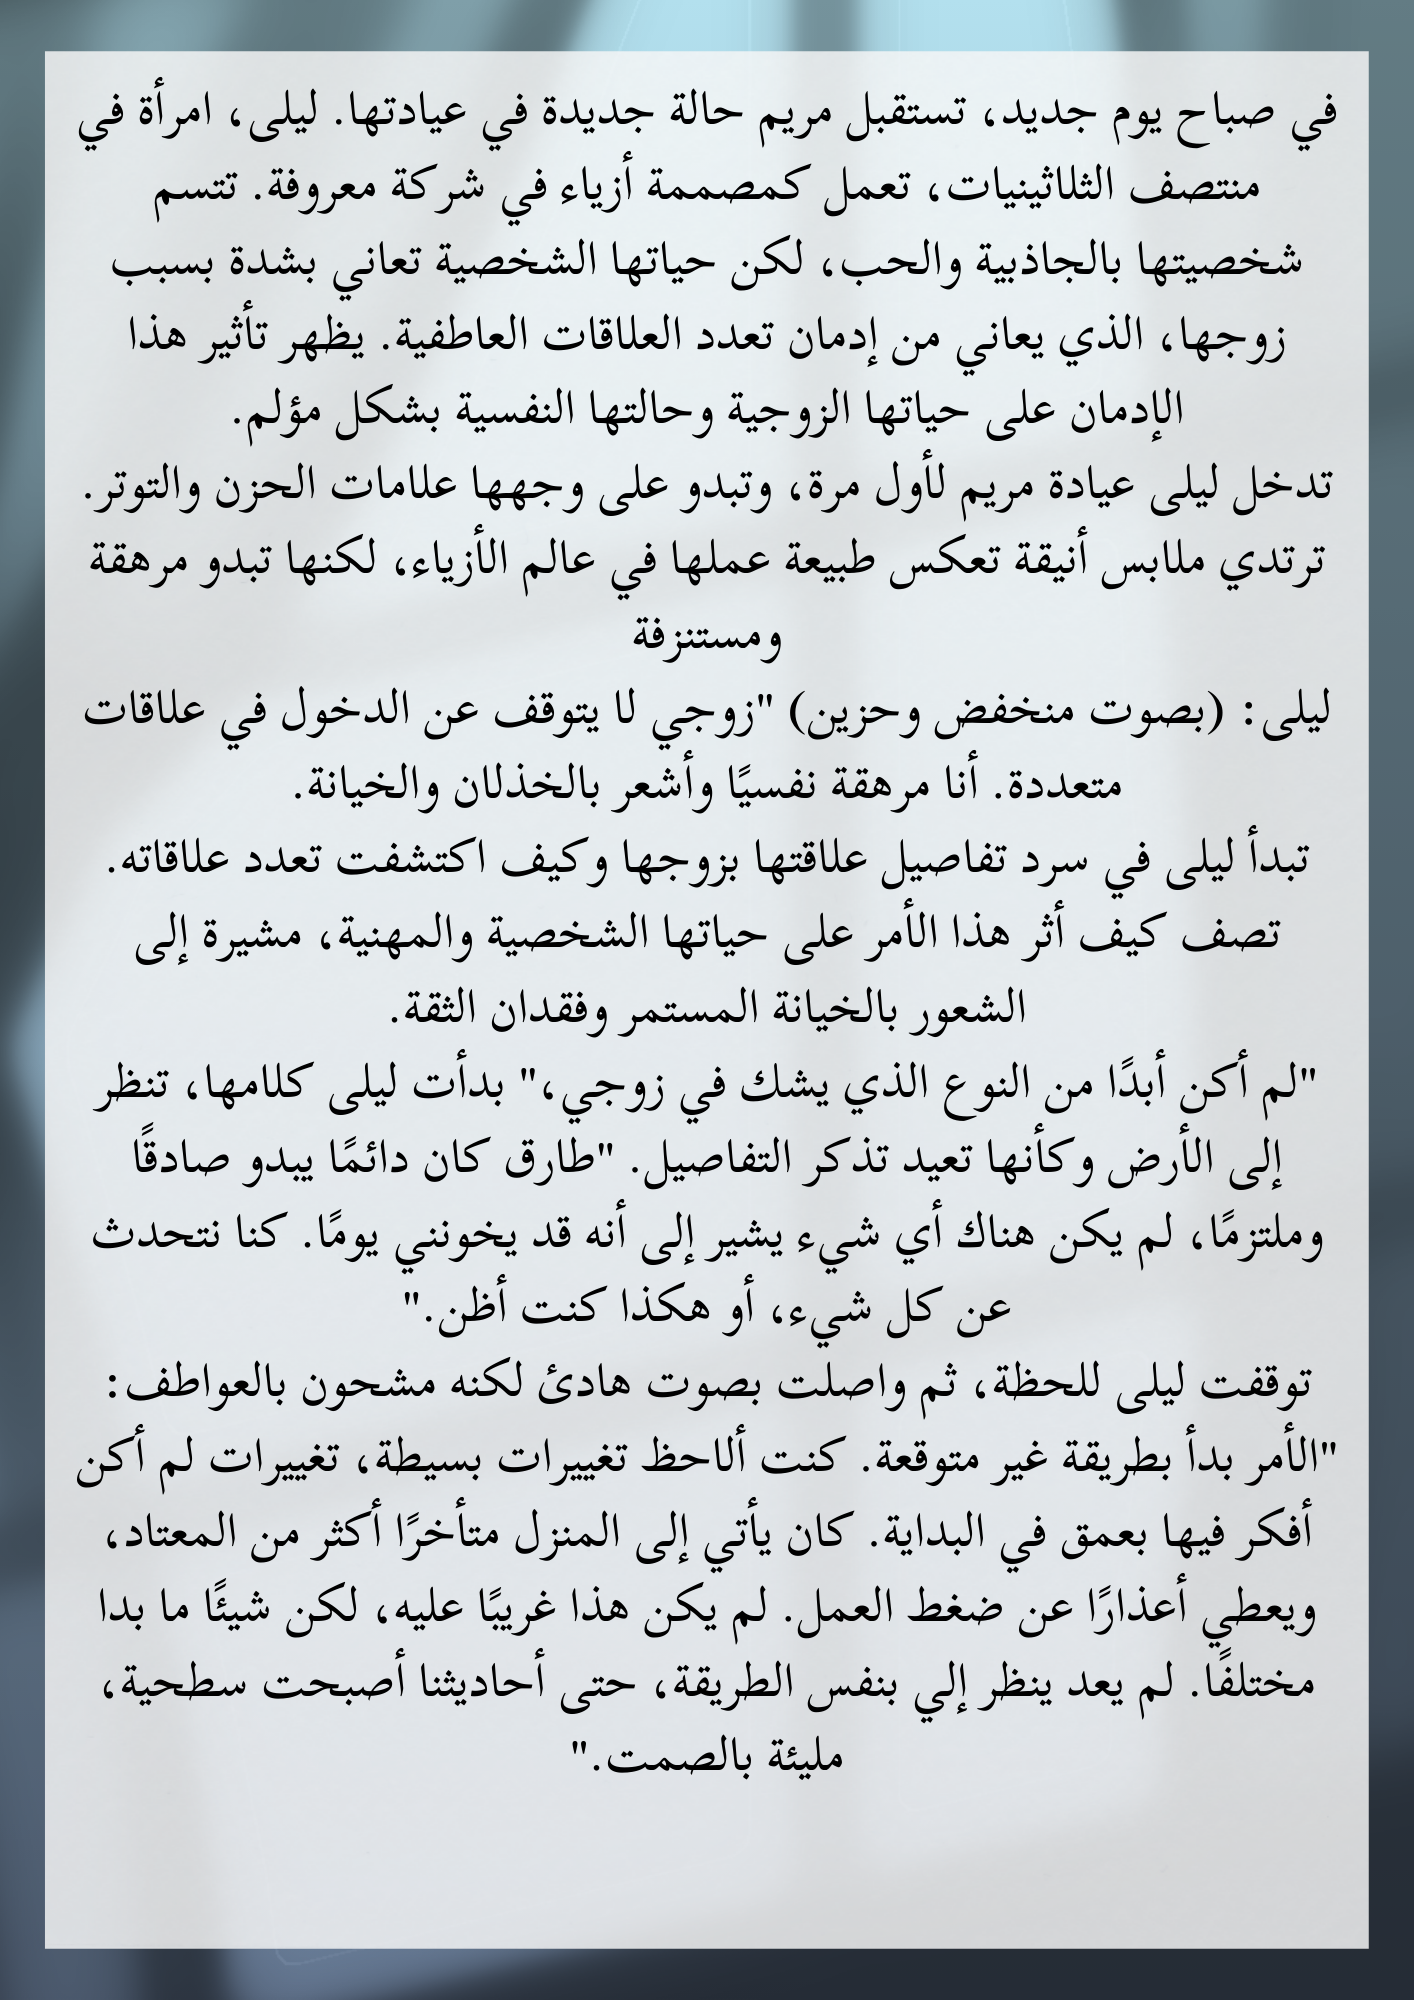 في صباح يوم جديد، تستقبل مريم حالة جديدة في عيادتها. ليلى، امرأة في
منتصف الثلاثينيات، تعمل كمصممة أزياء في شركة معروفة. تتسم
شخصيتها بالجاذبية والحب، لكن حياتها الشخصية تعاني بشدة بسبب
زوجها، الذي يعاني من إدمان تعدد العلاقات العاطفية. يظهر تأثير هذا
الإدمان على حياتها الزوجية وحالتها النفسية بشكل مؤلم.
تدخل ليلى عيادة مريم لأول مرة، وتبدو على وجهها علامات الحزن والتوتر.
ترتدي ملابس أنيقة تعكس طبيعة عملها في عالم الأزياء، لكنها تبدو مرهقة
ومستنزفة
ليلى: (بصوت منخفض وحزين) "زوجي لا يتوقف عن الدخول في علاقات
متعددة. أنا مرهقة نفسيًا وأشعر بالخذلان والخيانة.
تبدأ ليلى في سرد تفاصيل علاقتها بزوجها وكيف اكتشفت تعدد علاقاته.
تصف كيف أثر هذا الأمر على حياتها الشخصية والمهنية، مشيرة إلى
الشعور بالخيانة المستمر وفقدان الثقة.
"لم أكن أبدًا من النوع الذي يشك في زوجي،" بدأت ليلى كلامها، تنظر
إلى الأرض وكأنها تعيد تذكر التفاصيل. "طارق كان دائمًا يبدو صادقًا
وملتزمًا، لم يكن هناك أي شيء يشير إلى أنه قد يخونني يومًا. كنا نتحدث
عن كل شيء، أو هكذا كنت أظن."
توقفت ليلى للحظة، ثم واصلت بصوت هادئ لكنه مشحون بالعواطف:
"الأمر بدأ بطريقة غير متوقعة. كنت ألاحظ تغييرات بسيطة، تغييرات لم أكن
أفكر فيها بعمق في البداية. كان يأتي إلى المنزل متأخرًا أكثر من المعتاد،
ويعطي أعذارًا عن ضغط العمل. لم يكن هذا غريبًا عليه، لكن شيئًا ما بدا
مختلفًا. لم يعد ينظر إلي بنفس الطريقة، حتى أحاديثنا أصبحت سطحية،
مليئة بالصمت."